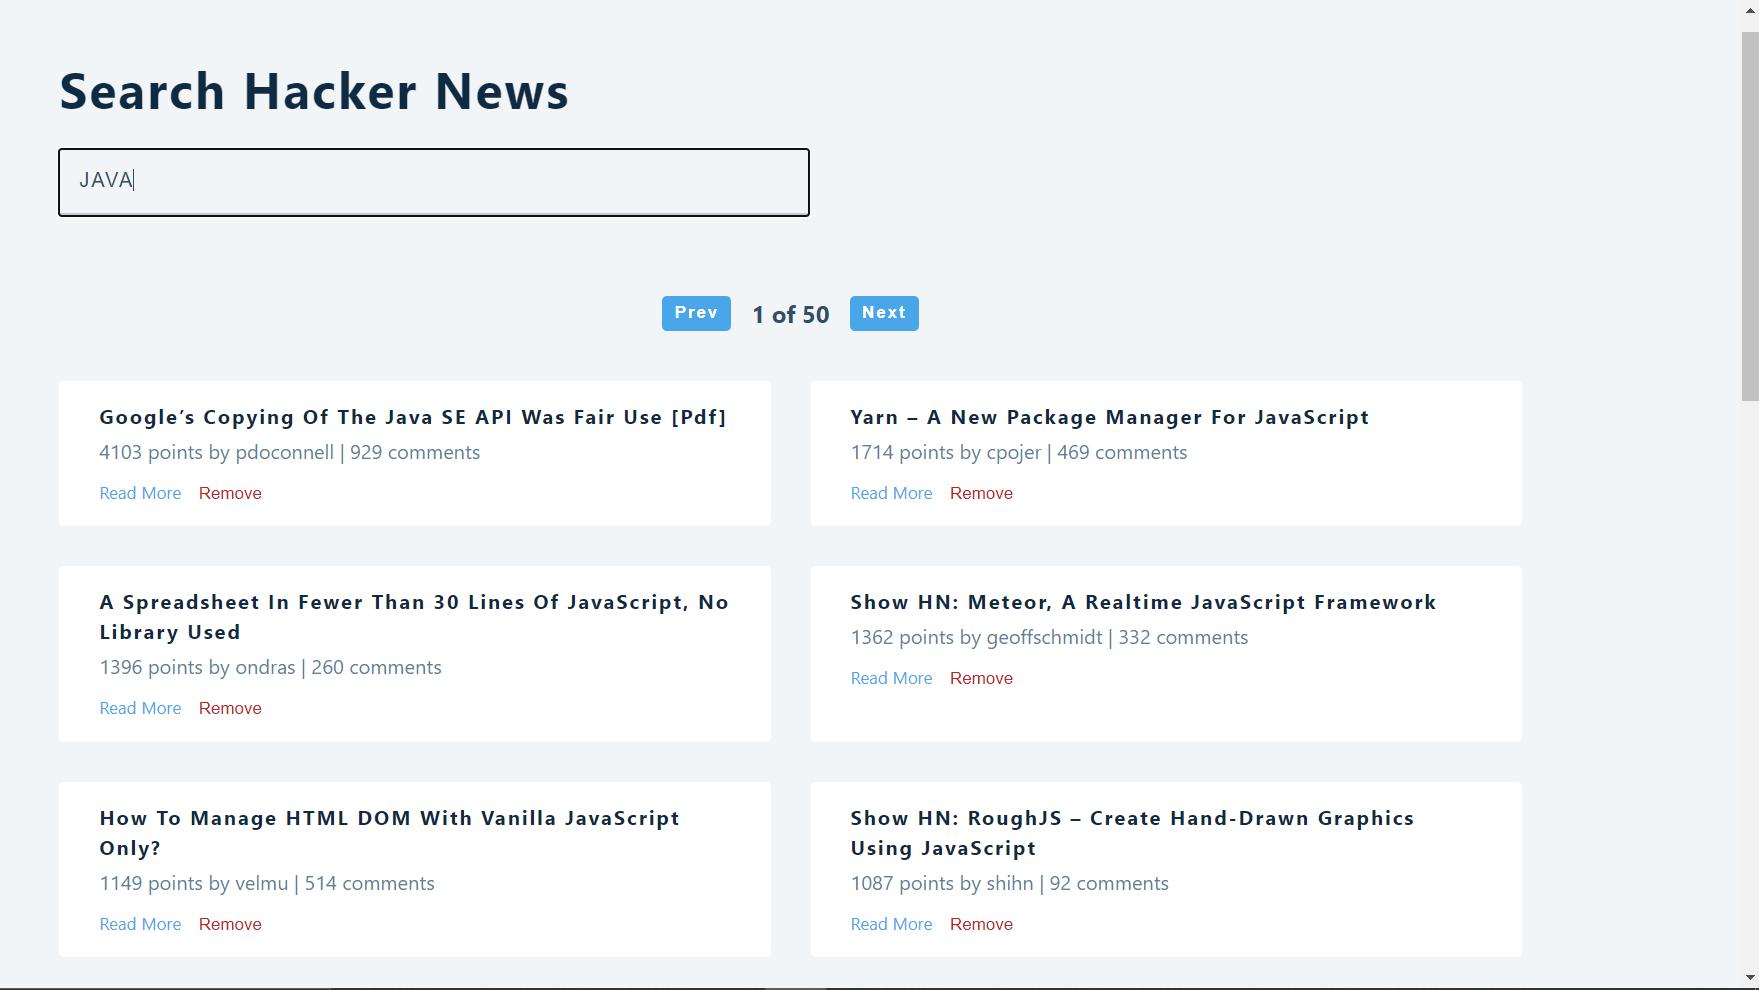 Search Hacker News
JAVA
Prev 1 of 50 Next
Google’s Copying Of The Java SE API Was Fair Use [Pdf]
4103 points by pdoconnell | 929 comments
Read More Remove
Yarn – A New Package Manager For JavaScript
1714 points by cpojer | 469 comments
Read More Remove
A Spreadsheet In Fewer Than 30 Lines Of JavaScript, No
Library Used
1396 points by ondras | 260 comments
Read More Remove
Show HN: Meteor, A Realtime JavaScript Framework
1362 points by geoffschmidt | 332 comments
Read More Remove
How To Manage HTML DOM With Vanilla JavaScript
Only?
1149 points by velmu | 514 comments
Read More Remove
Show HN: RoughJS – Create Hand-Drawn Graphics
Using JavaScript
1087 points by shihn | 92 comments
Read More Remove